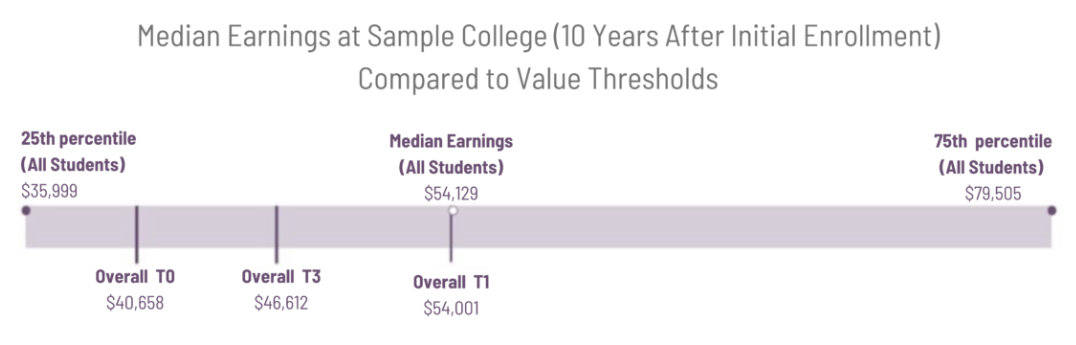 Median Earnings at Sample College (10 Years After Initial Enrollment)
Compared to Value Thresholds
25th percentile
(All Students)
$35,999
Median Earnings
(All Students)
$54,129
75th percentile
(All Students)
$79,505
Overall T0
$40,658
Overall T3
$46,612
Overall T1
$54,001